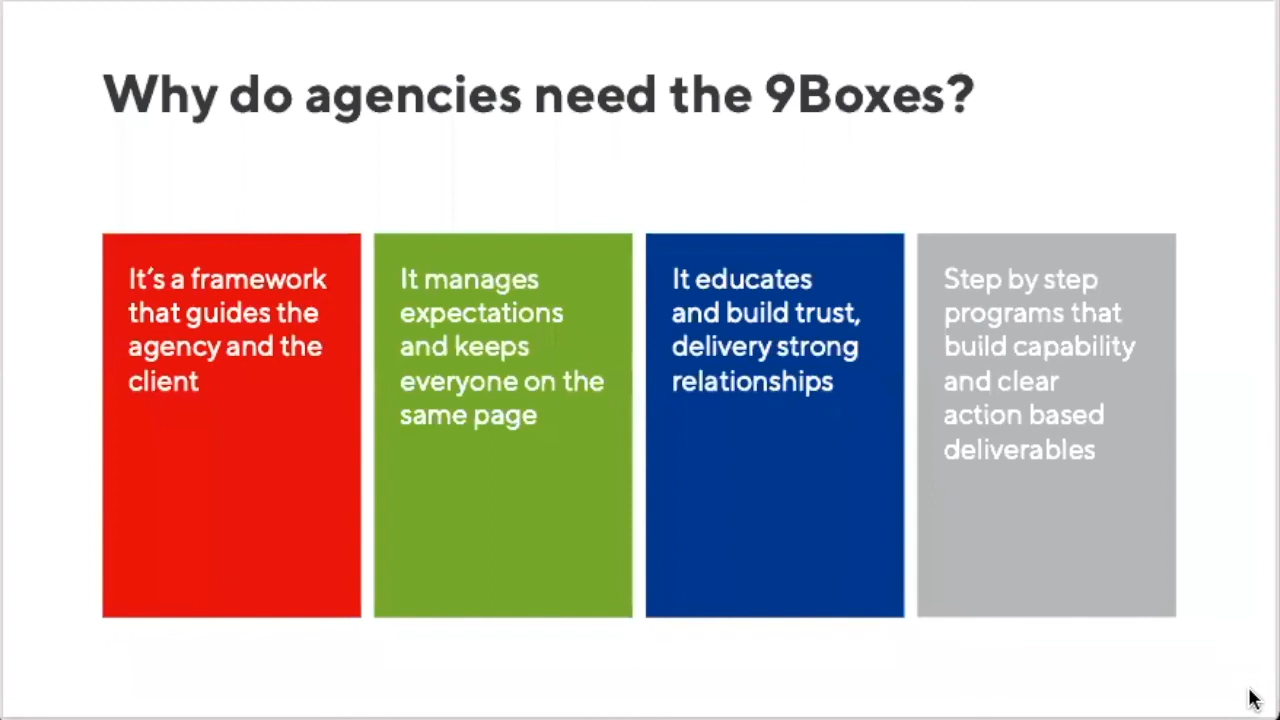 Why do agencies need the 9Boxes?
It’s a framework
that guides the
agency and the
client
It manages
expectations
and keeps
everyone on the
same page
It educates
and build trust,
delivery strong
relationships
Step by step
programs that
build capability
and clear
action based
deliverables